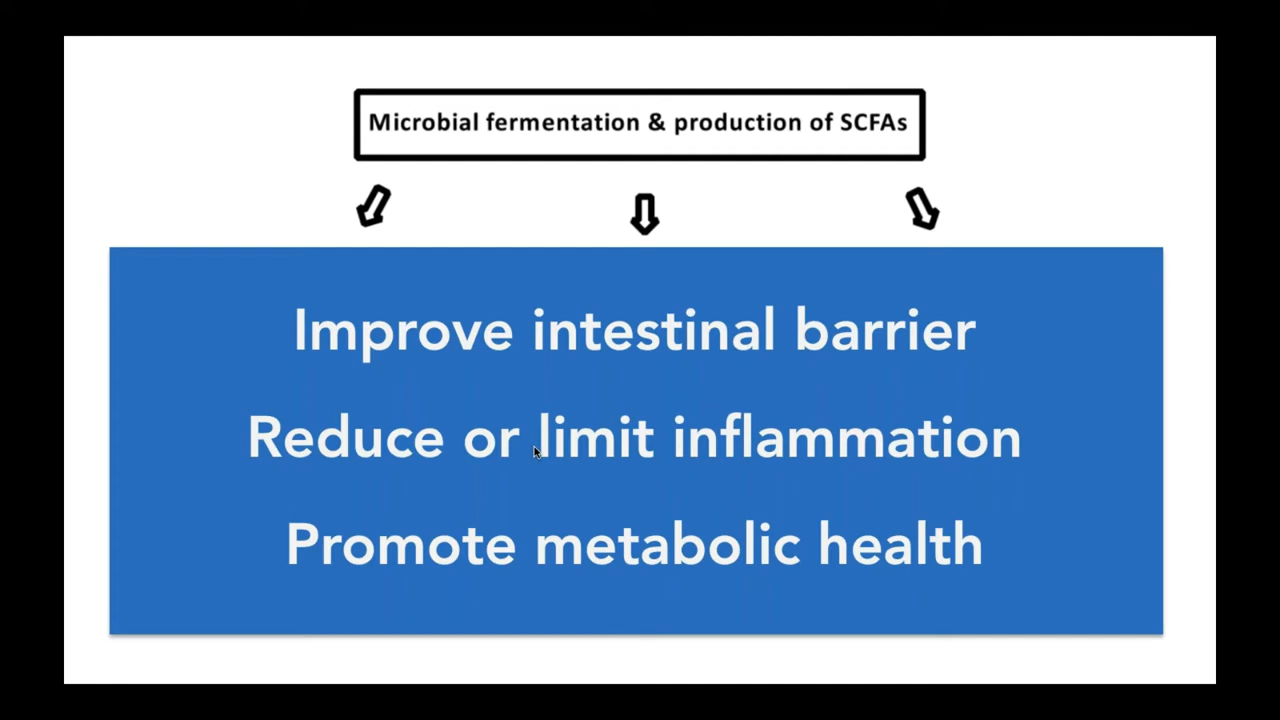 Microbial fermentation & production of SCFAs
Improve intestinal barrier
Reduce or limit inflammation
Promote metabolic health